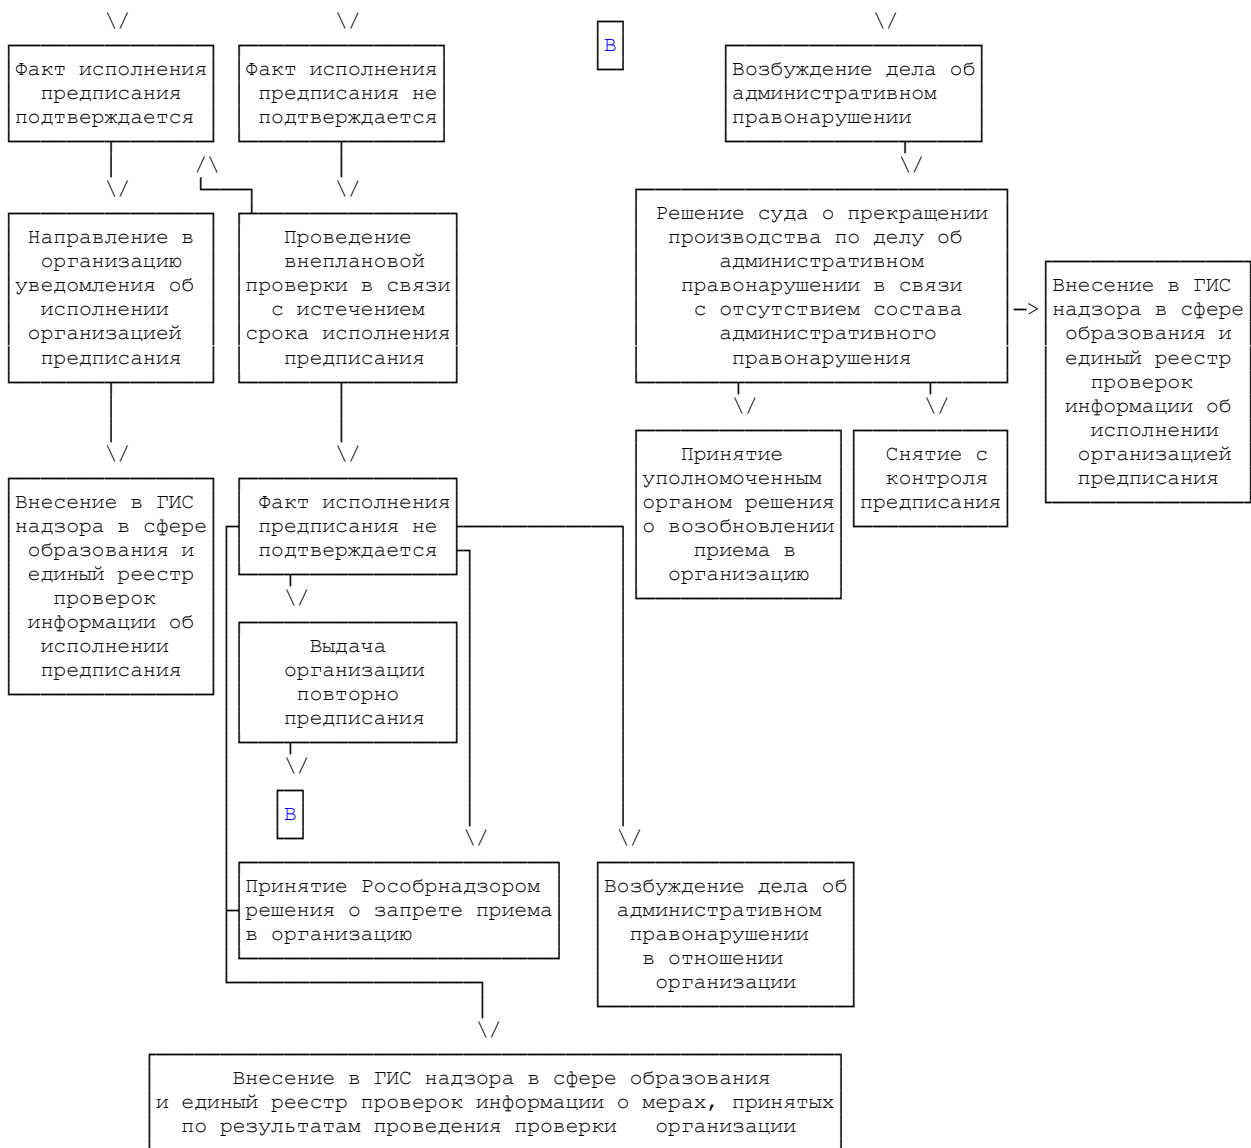 Факт исполнения
предписания
подтверждается
Факт исполнения
предписания не
подтверждается
В
Возбуждение дела об
административном
правонарушении
Направление в
организацию
уведомления об
исполнении
организацией
предписания
Проведение
внеплановой
проверки в связи
с истечением
срока исполнения
предписания
Решение суда о прекращении
производства по делу об
административном
правонарушении в связи
с отсутствием состава
административного
правонарушения
Внесение в ГИС
надзора в сфере
образования и
единый реестр
проверок
информации об
исполнении
организацией
предписания
Принятие
уполномоченным
органом решения
о возобновлении
приема в
организацию
Снятие с
контроля
предписания
Внесение в ГИС
надзора в сфере
образования и
единый реестр
проверок
информации об
исполнении
предписания
Факт исполнения
предписания не
подтверждается
Выдача
организации
повторно
предписания
В
Принятие Рособрнадзором
решения о запрете приема
в организацию
Возбуждение дела об
административном
правонарушении
в отношении
организации
Внесение в ГИС надзора в сфере образования
и единый реестр проверок информации о мерах, принятых
по результатам проведения проверки организации